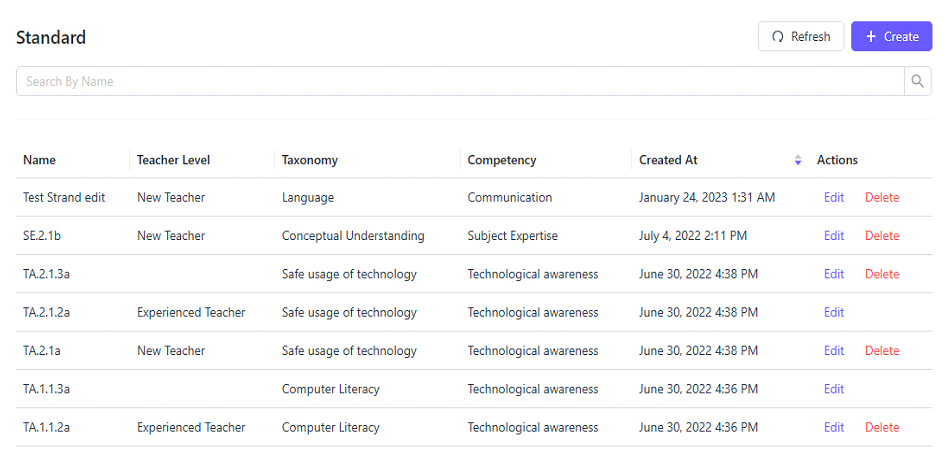 Standard
Refresh
Create
Search By Name
Name Teacher Level Taxonomy Competency Created At Actions
Test Strand edit New Teacher Language Communication January 24, 2023 1:31 AM Edit Delete
SE.2.1b New Teacher Conceptual Understanding Subject Expertise July 4, 2022 2:11 PM Edit Delete
TA.2.1.3a Safe usage of technology Technological awareness June 30, 2022 4:38 PM Edit Delete
TA.2.1.2a Experienced Teacher Safe usage of technology Technological awareness June 30, 2022 4:38 PM Edit
TA.2.1a New Teacher Safe usage of technology Technological awareness June 30, 2022 4:38 PM Edit Delete
TA.1.1.3a Computer Literacy Technological awareness June 30, 2022 4:36 PM Edit
TA.1.1.2a Experienced Teacher Computer Literacy Technological awareness June 30, 2022 4:36 PM Edit Delete